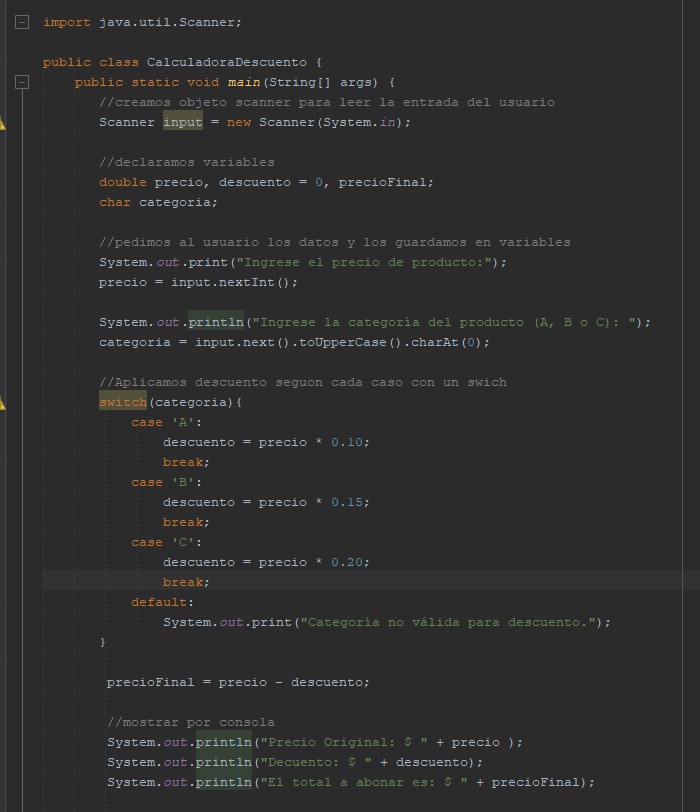 import java.util.Scanner;
public class CalculadoraDescuento {
public static void main(String[] args) {
//creamos objeto scanner para leer la entrada del usuario
Scanner input = new Scanner(System.in);
//declaramos variables
double precio, descuento = 0, precioFinal;
char categoria;
//pedimos al usuario los datos y los guardamos en variables
System.out.print("Ingrese el precio de producto:");
precio = input.nextInt();
System.out.println("Ingrese la categoría del producto (A, B o C): ");
categoria = input.next().toUpperCase().charAt(0);
//Aplicamos descuento seguon cada caso con un swich
switch(categoria){
case 'A':
descuento = precio * 0.10;
break;
case 'B':
descuento = precio * 0.15;
break;
case 'C':
descuento = precio * 0.20;
break;
default:
System.out.print("Categoría no válida para descuento.");
}
precioFinal = precio - descuento;
//mostrar por consola
System.out.println("Precio Original: $ " + precio );
System.out.println("Decuento: $ " + descuento);
System.out.println("El total a abonar es: $ " + precioFinal);